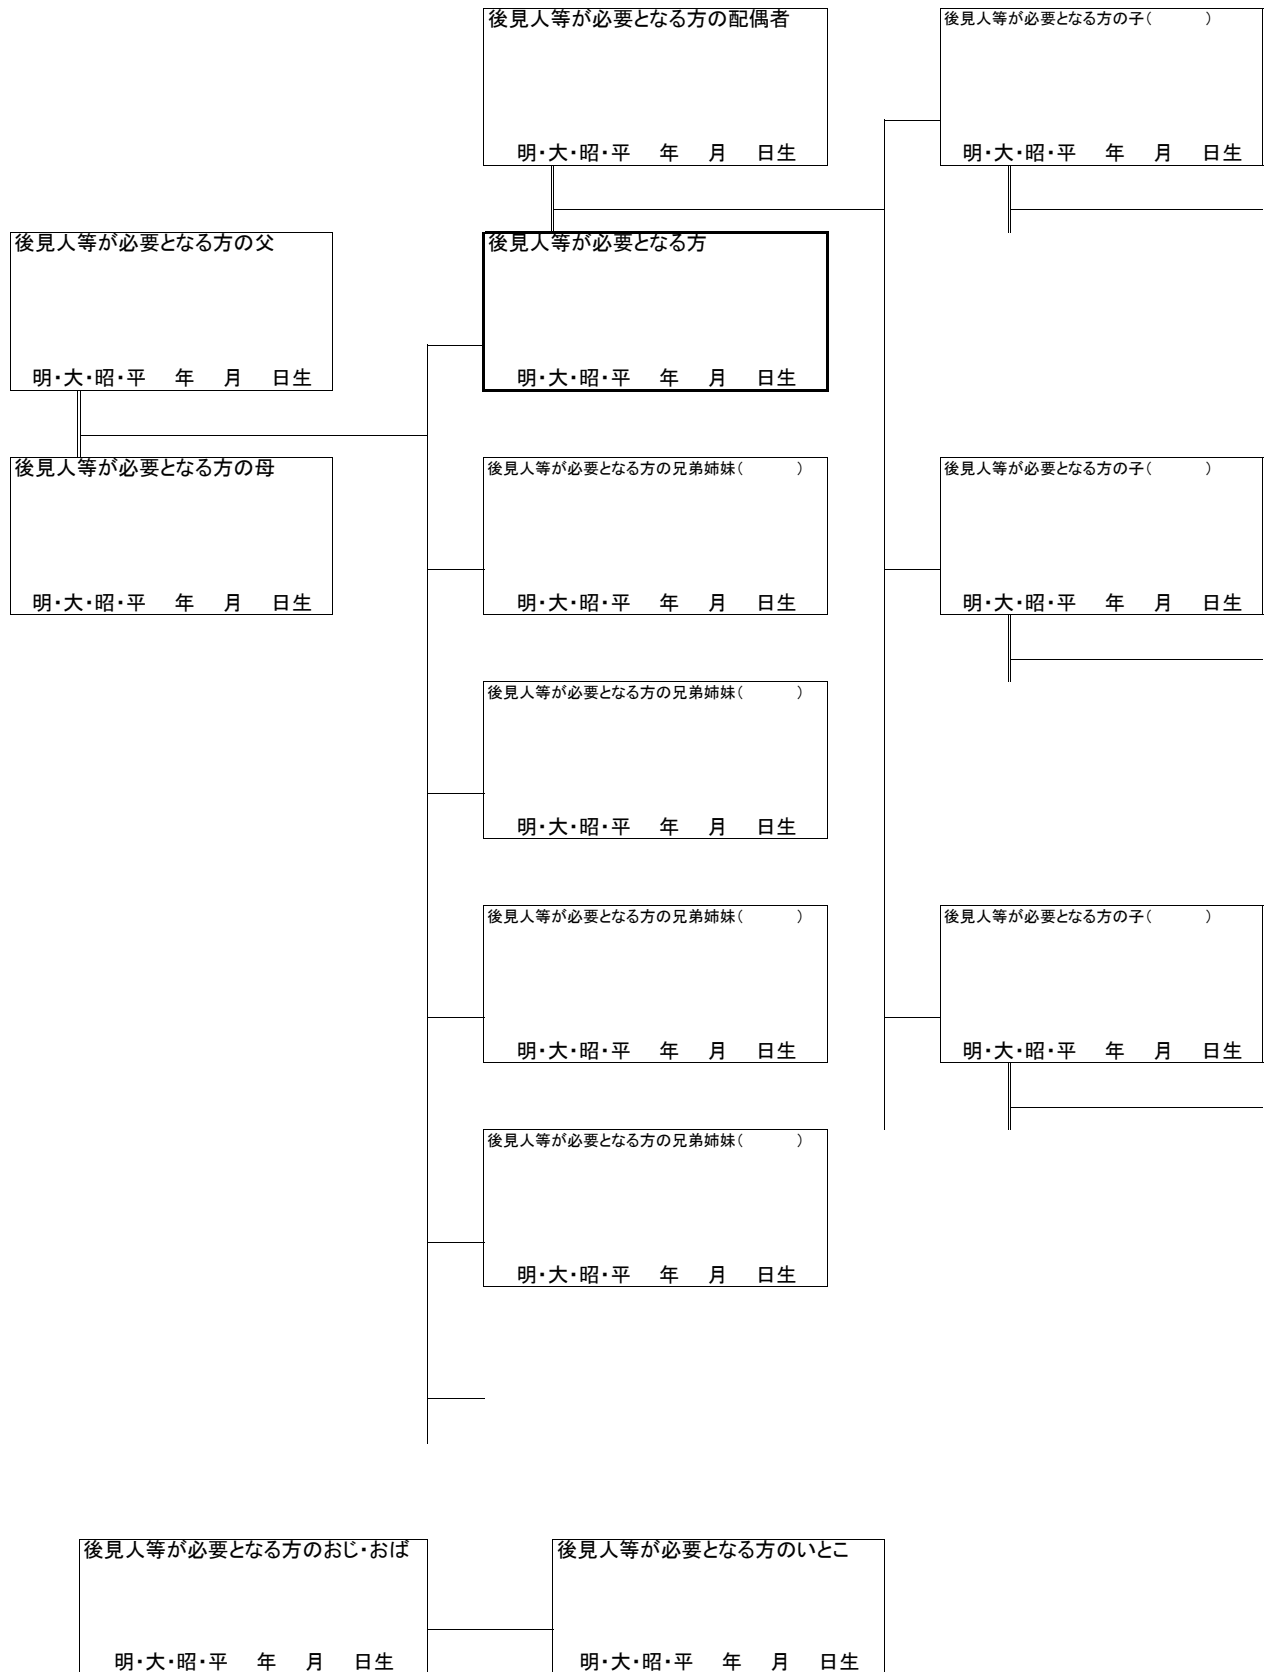 後見人等が必要となる方の配偶者
明・大・昭・平　年　月　日生
後見人等が必要となる方の子(　　　)
明・大・昭・平　年　月　日生
後見人等が必要となる方の父
明・大・昭・平　年　月　日生
後見人等が必要となる方
明・大・昭・平　年　月　日生
後見人等が必要となる方の母
明・大・昭・平　年　月　日生
後見人等が必要となる方の兄弟姉妹(　　　)
明・大・昭・平　年　月　日生
後見人等が必要となる方の子(　　　)
明・大・昭・平　年　月　日生
後見人等が必要となる方の兄弟姉妹(　　　)
明・大・昭・平　年　月　日生
後見人等が必要となる方の兄弟姉妹(　　　)
明・大・昭・平　年　月　日生
後見人等が必要となる方の子(　　　)
明・大・昭・平　年　月　日生
後見人等が必要となる方の兄弟姉妹(　　　)
明・大・昭・平　年　月　日生
後見人等が必要となる方のおじ・おば
明・大・昭・平　年　月　日生
後見人等が必要となる方のいとこ
明・大・昭・平　年　月　日生